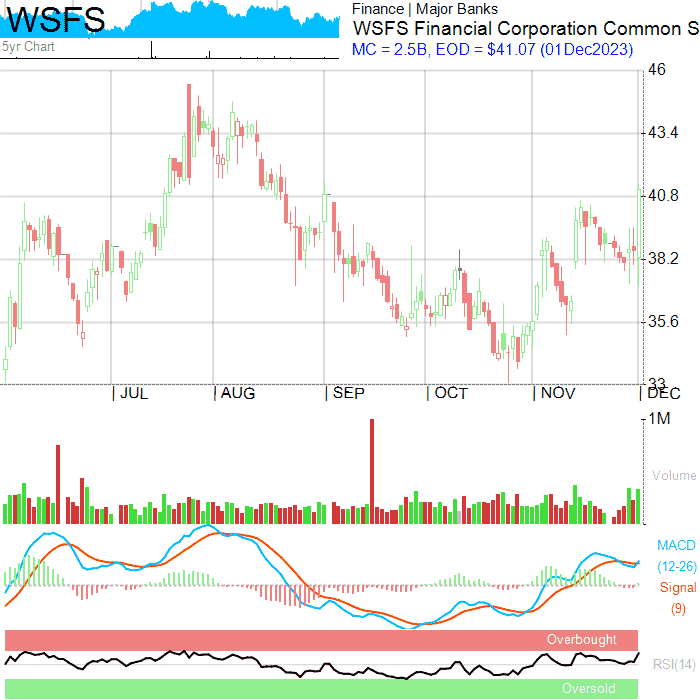 WSFS
Finance | Major Banks
WSFS Financial Corporation Common S
5yr Chart
MC = 2.5B, EOD = $41.07 (01Dec2023)
46
43.4
40.8
38.2
35.6
33
JUL
AUG
SEP
OCT
NOV
DEC
1M
Volume
MACD
(12-26)
Signal
(9)
Overbought
RSI(14)
Oversold